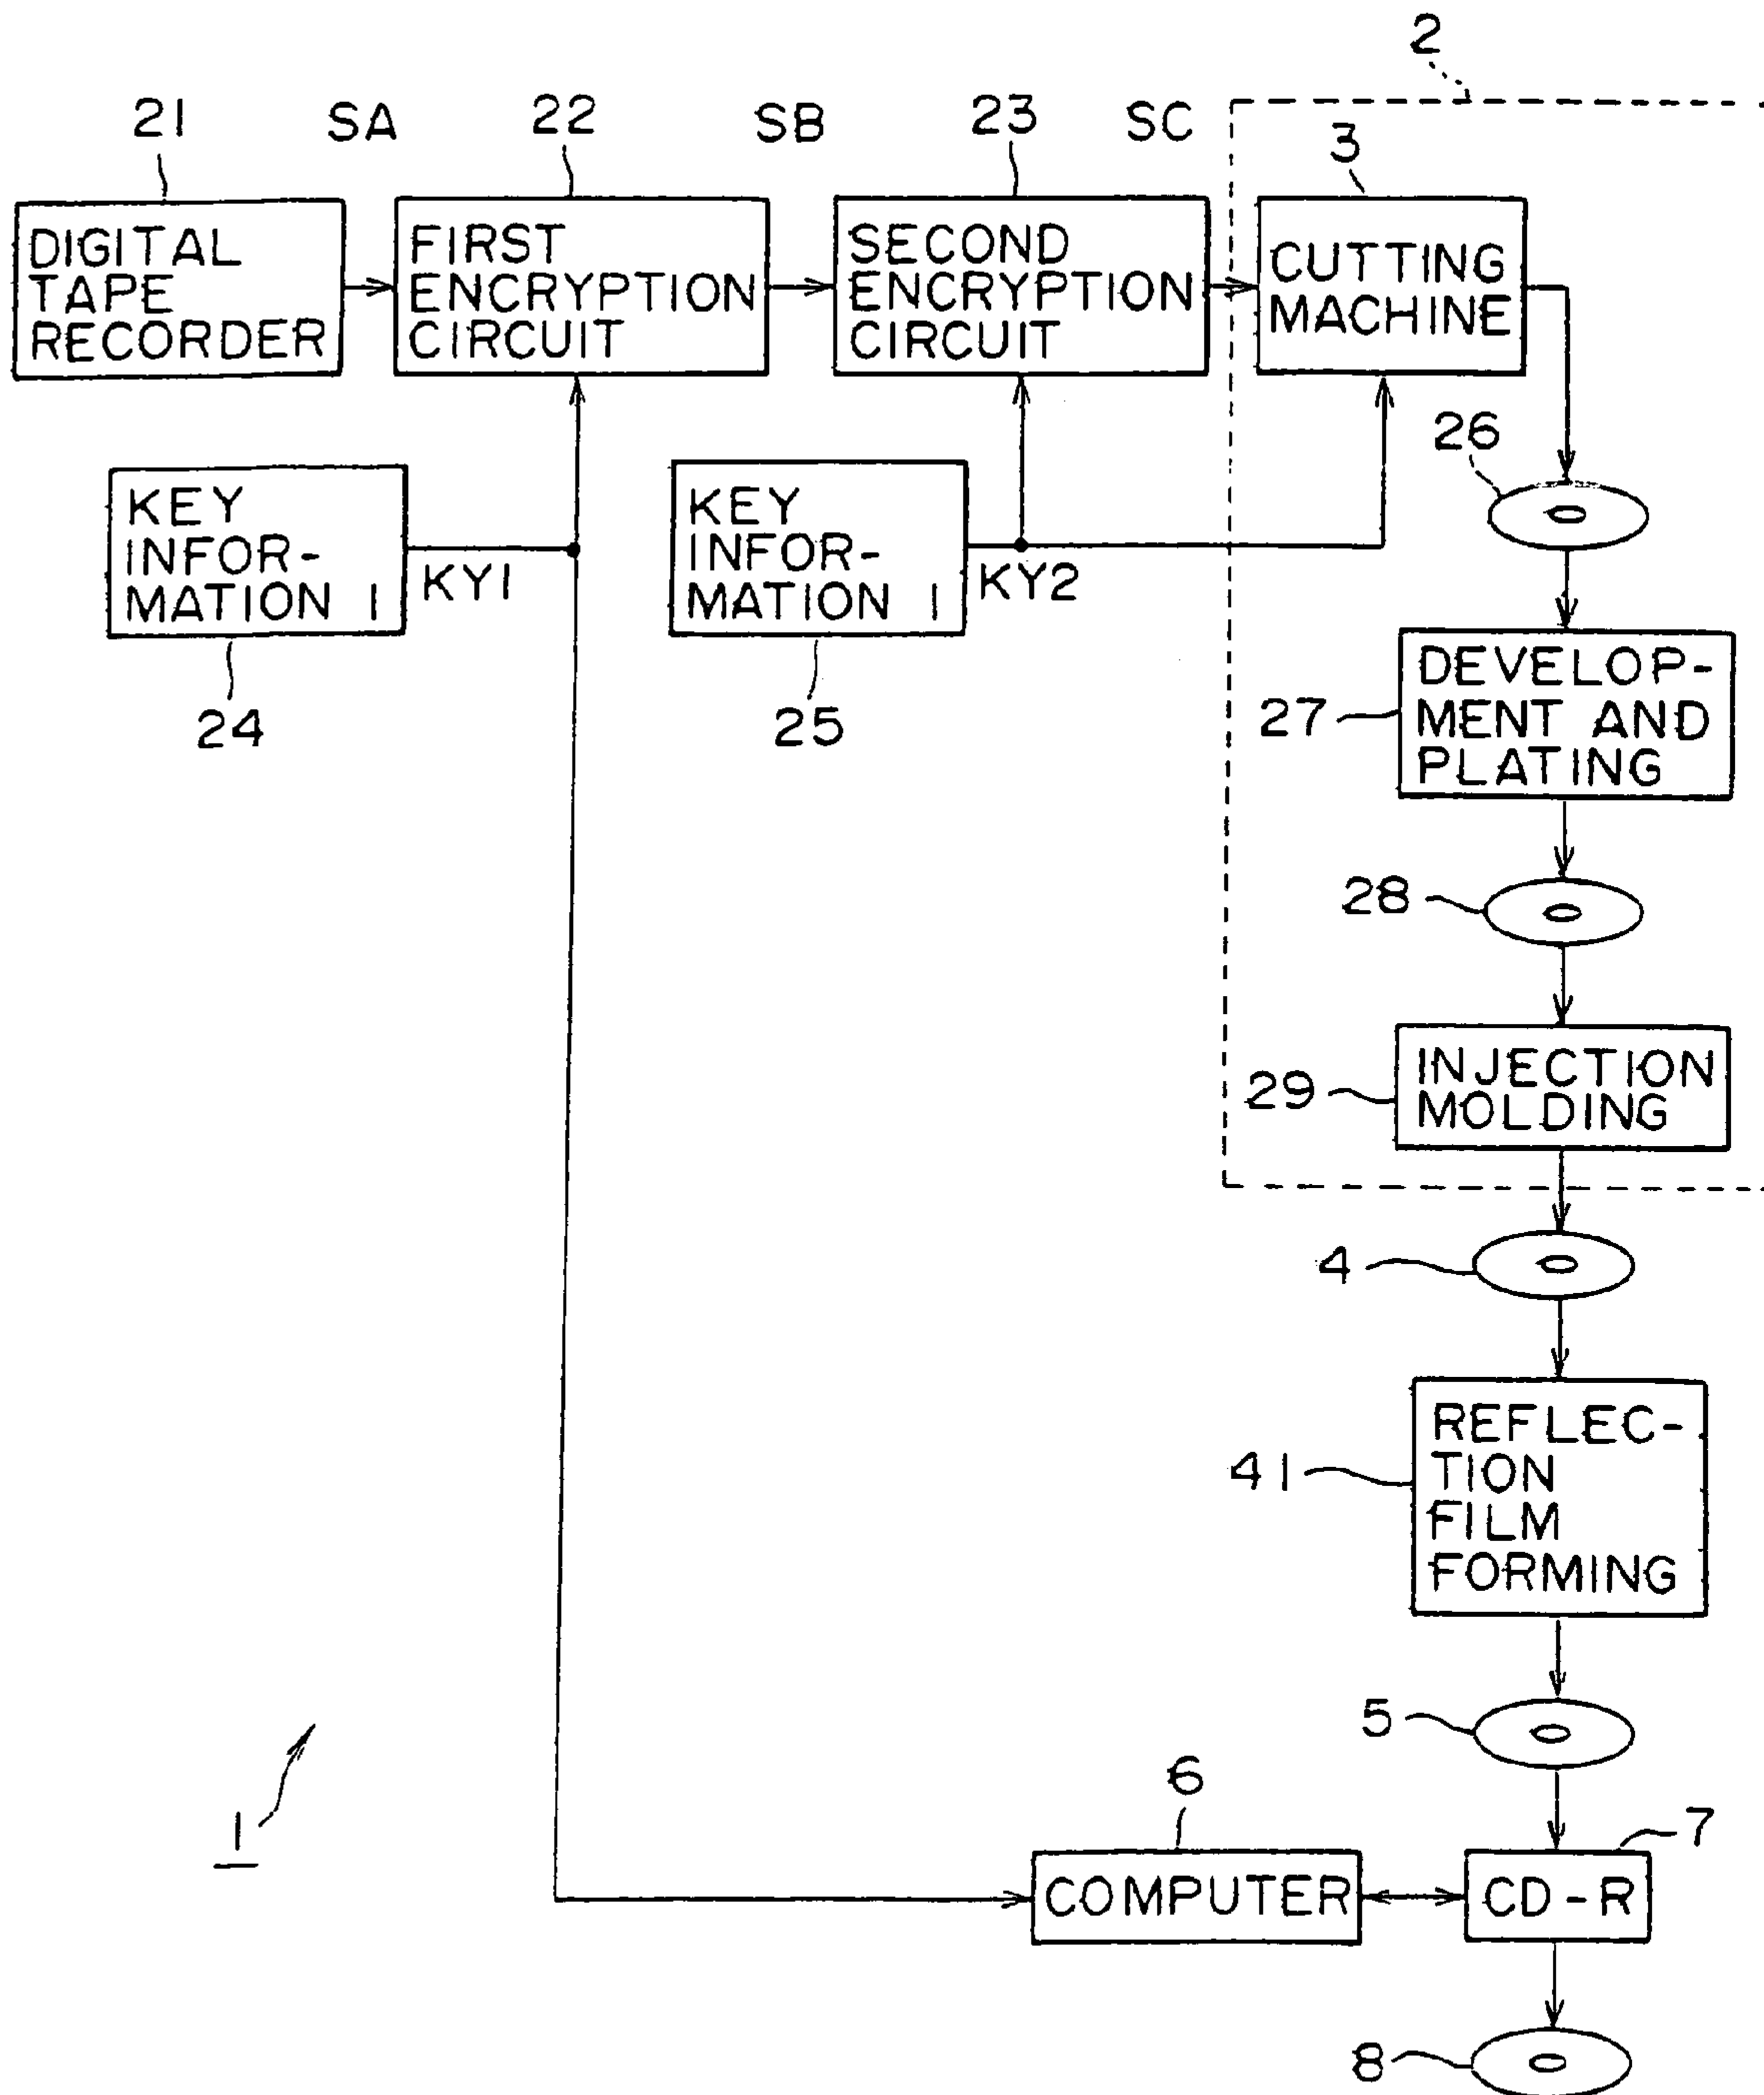 2
21
SA
22
SB
23
SC
3
DIGITAL
TAPE
RECORDER
FIRST
ENCRYPTION
CIRCUIT
SECOND
ENCRYPTION
CIRCUIT
CUTTING
MACHINE
26
KEY
INFOR-
MATION 1
KY1
KEY
INFOR-
MATION 1
KY2
24
25
27
DEVELOP-
MENT AND
PLATING
28
29
INJECTION
MOLDING
4
41
REFLEC-
TION
FILM
FORMING
5
1
6
7
COMPUTER
CD-R
8